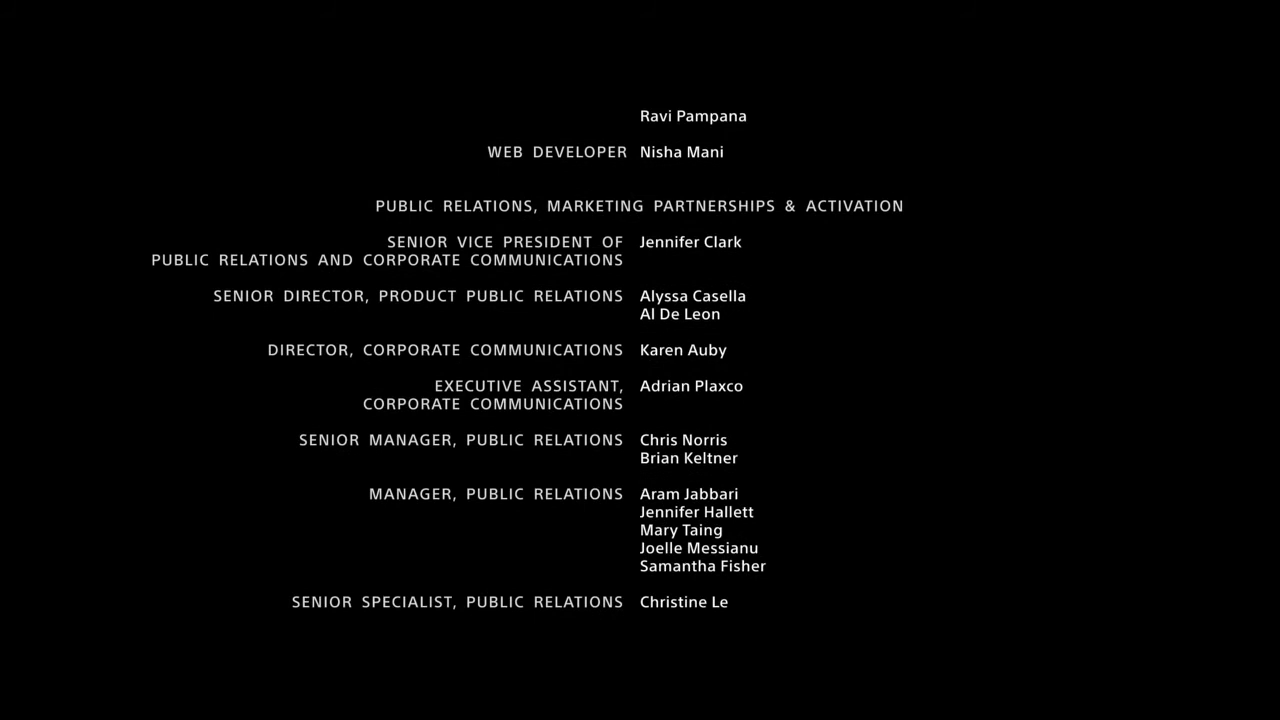 Ravi Pampana
WEB DEVELOPER Nisha Mani
PUBLIC RELATIONS, MARKETING PARTNERSHIPS & ACTIVATION
SENIOR VICE PRESIDENT OF Jennifer Clark
PUBLIC RELATIONS AND CORPORATE COMMUNICATIONS
SENIOR DIRECTOR, PRODUCT PUBLIC RELATIONS Alyssa Casella
Al De Leon
DIRECTOR, CORPORATE COMMUNICATIONS Karen Auby
EXECUTIVE ASSISTANT, Adrian Plaxco
CORPORATE COMMUNICATIONS
SENIOR MANAGER, PUBLIC RELATIONS Chris Norris
Brian Keltner
MANAGER, PUBLIC RELATIONS Aram Jabbari
Jennifer Hallett
Mary Taing
Joelle Messianu
Samantha Fisher
SENIOR SPECIALIST, PUBLIC RELATIONS Christine Le